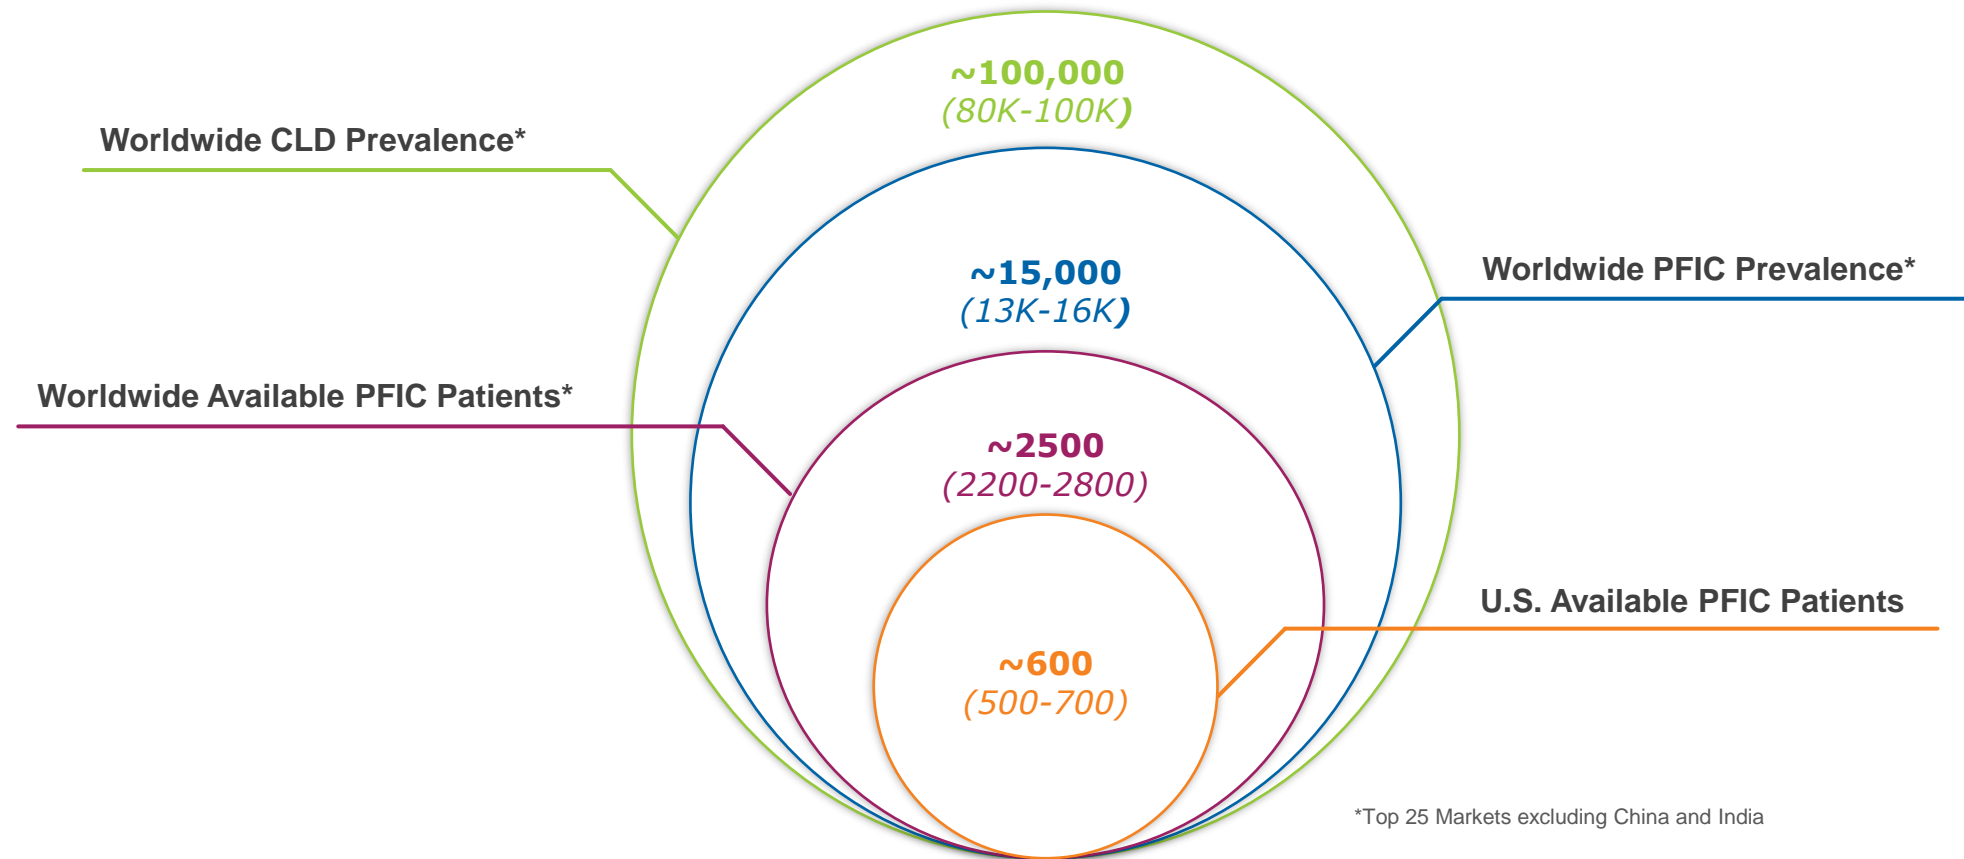 ~100,000
(80K-100K)
Worldwide CLD Prevalence*
Worldwide PFIC Prevalence*
~15,000
(13K-16K)
Worldwide Available PFIC Patients*
~2500
(2200-2800)
U.S. Available PFIC Patients
~600
(500-700)
*Top 25 Markets excluding China and India